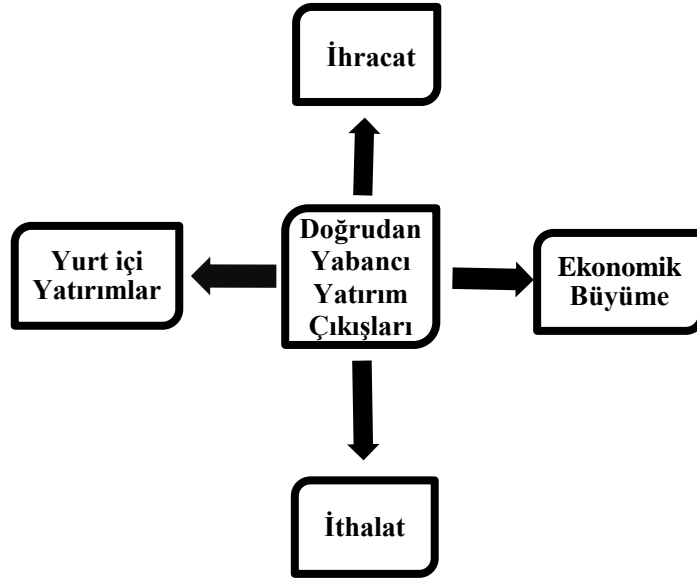 İhracat
Yurt içi
Yatırımlar
Doğrudan
Yabancı
Yatırım
Çıkışları
Ekonomik
Büyüme
İthalat